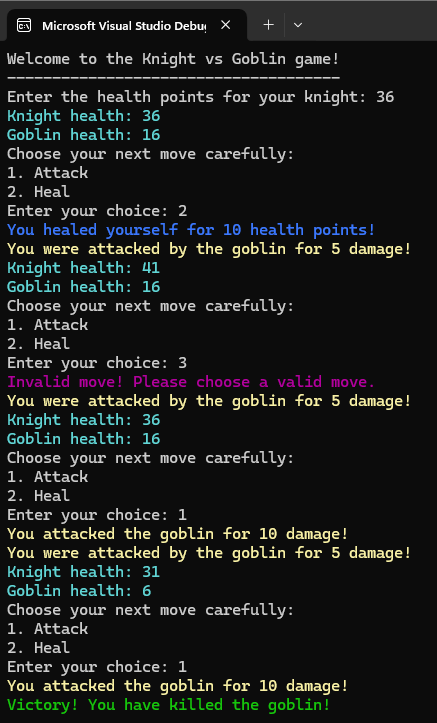 Microsoft Visual Studio Debug
Welcome to the Knight vs Goblin game!
-------------------------------------
Enter the health points for your knight: 36
Knight health: 36
Goblin health: 16
Choose your next move carefully:
1. Attack
2. Heal
Enter your choice: 2
You healed yourself for 10 health points!
You were attacked by the goblin for 5 damage!
Knight health: 41
Goblin health: 16
Choose your next move carefully:
1. Attack
2. Heal
Enter your choice: 3
Invalid move! Please choose a valid move.
You were attacked by the goblin for 5 damage!
Knight health: 36
Goblin health: 16
Choose your next move carefully:
1. Attack
2. Heal
Enter your choice: 1
You attacked the goblin for 10 damage!
You were attacked by the goblin for 5 damage!
Knight health: 31
Goblin health: 6
Choose your next move carefully:
1. Attack
2. Heal
Enter your choice: 1
You attacked the goblin for 10 damage!
Victory! You have killed the goblin!